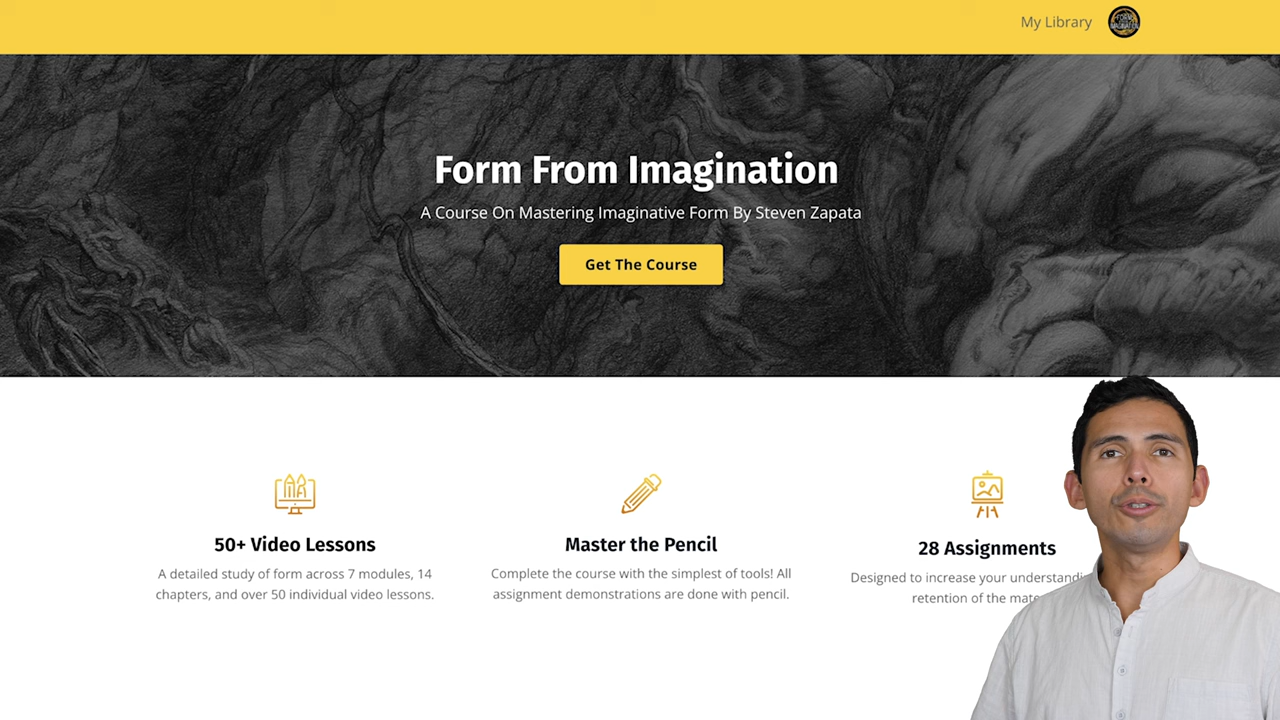 My Library
Form From Imagination
A Course On Mastering Imaginative Form By Steven Zapata
Get The Course
50+ Video Lessons
A detailed study of form across 7 modules, 14
chapters, and over 50 individual video lessons.
Master the Pencil
Complete the course with the simplest of tools! All
assignment demonstrations are done with pencil.
28 Assignments
Designed to increase your
retention of the